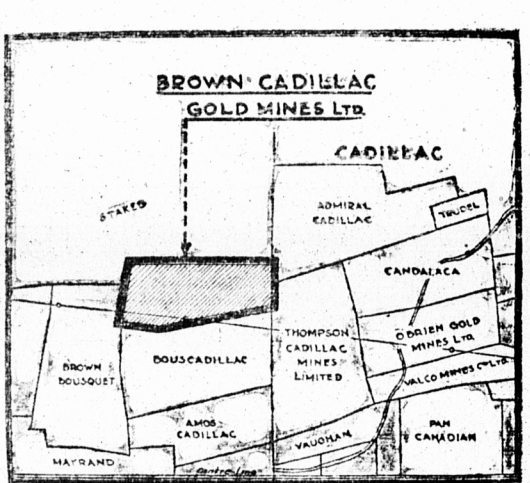 BROWN CADILLAC
GOLD MINES LTD.
CADILLAC
STAKED
ADMIRAL
CADILLAC
TRUDEL
CANDALACA
O'BRIEN GOLD
MINES LTD.
THOMPSON
CADILLAC
MINES
LIMITED
VALCO MINES Co LTD.
BROWN
BOUSQUET
BOUSCADILLAC
AMOS
CADILLAC
VAUGHAN
PAN
CANADIAN
MAYRAND